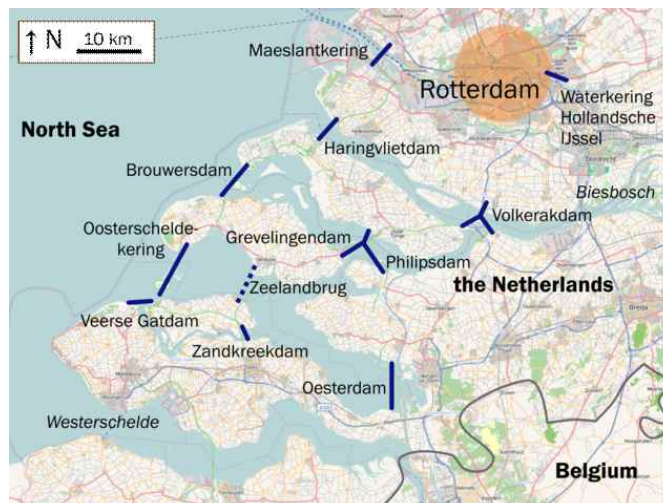 ↑ N 10 km
Maeslantkering
Rotterdam
Waterkering
Hollandsche
IJssel
North Sea
Haringvlietdam
Brouwersdam
Biesbosch
Volkerakdam
Oosterschelde-
kering
Grevelingendam
Philipsdam
the Netherlands
Zeelandbrug
Veerse Gatdam
Zandkreekdam
Oesterdam
Westerschelde
Belgium